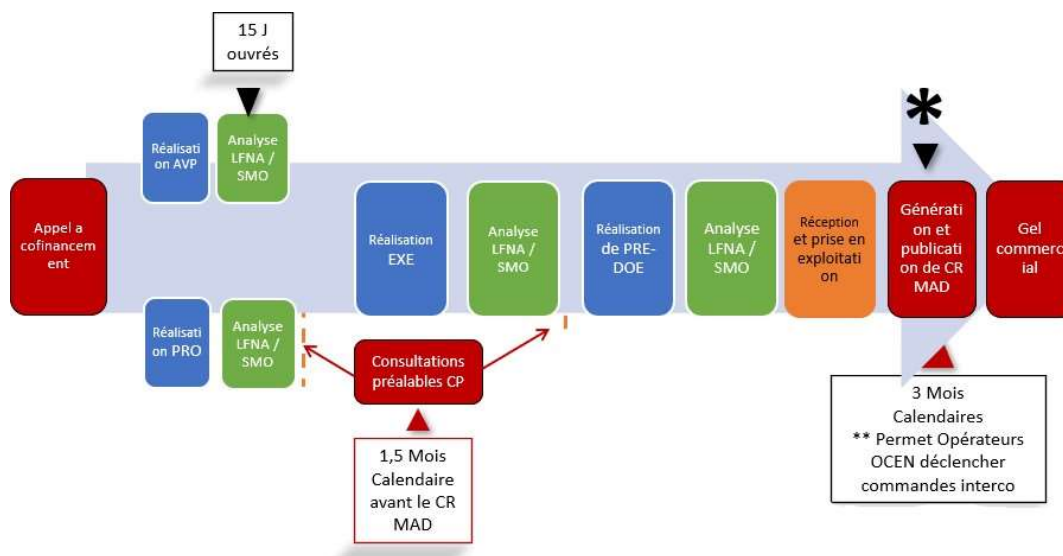 15 J
ouvrés
Réalisati
on AVP
Analyse
LFNA /
SMO
*
Appel a
cofinancem
ent
Réalisation
EXE
Analyse
LFNA /
SMO
Réalisation
de PRE-
DOE
Analyse
LFNA /
SMO
Réception
et prise en
exploitati
on
Générati
on et
publicati
on de CR
MAD
Gel
commerc
ial
Réalisati
on PRO
Analyse
LFNA /
SMO
Consultations
préalables CP
1,5 Mois
Calendaire
avant le CR
MAD
3 Mois
Calendaires
** Permet Opérateurs
OCEN déclencher
commandes interco